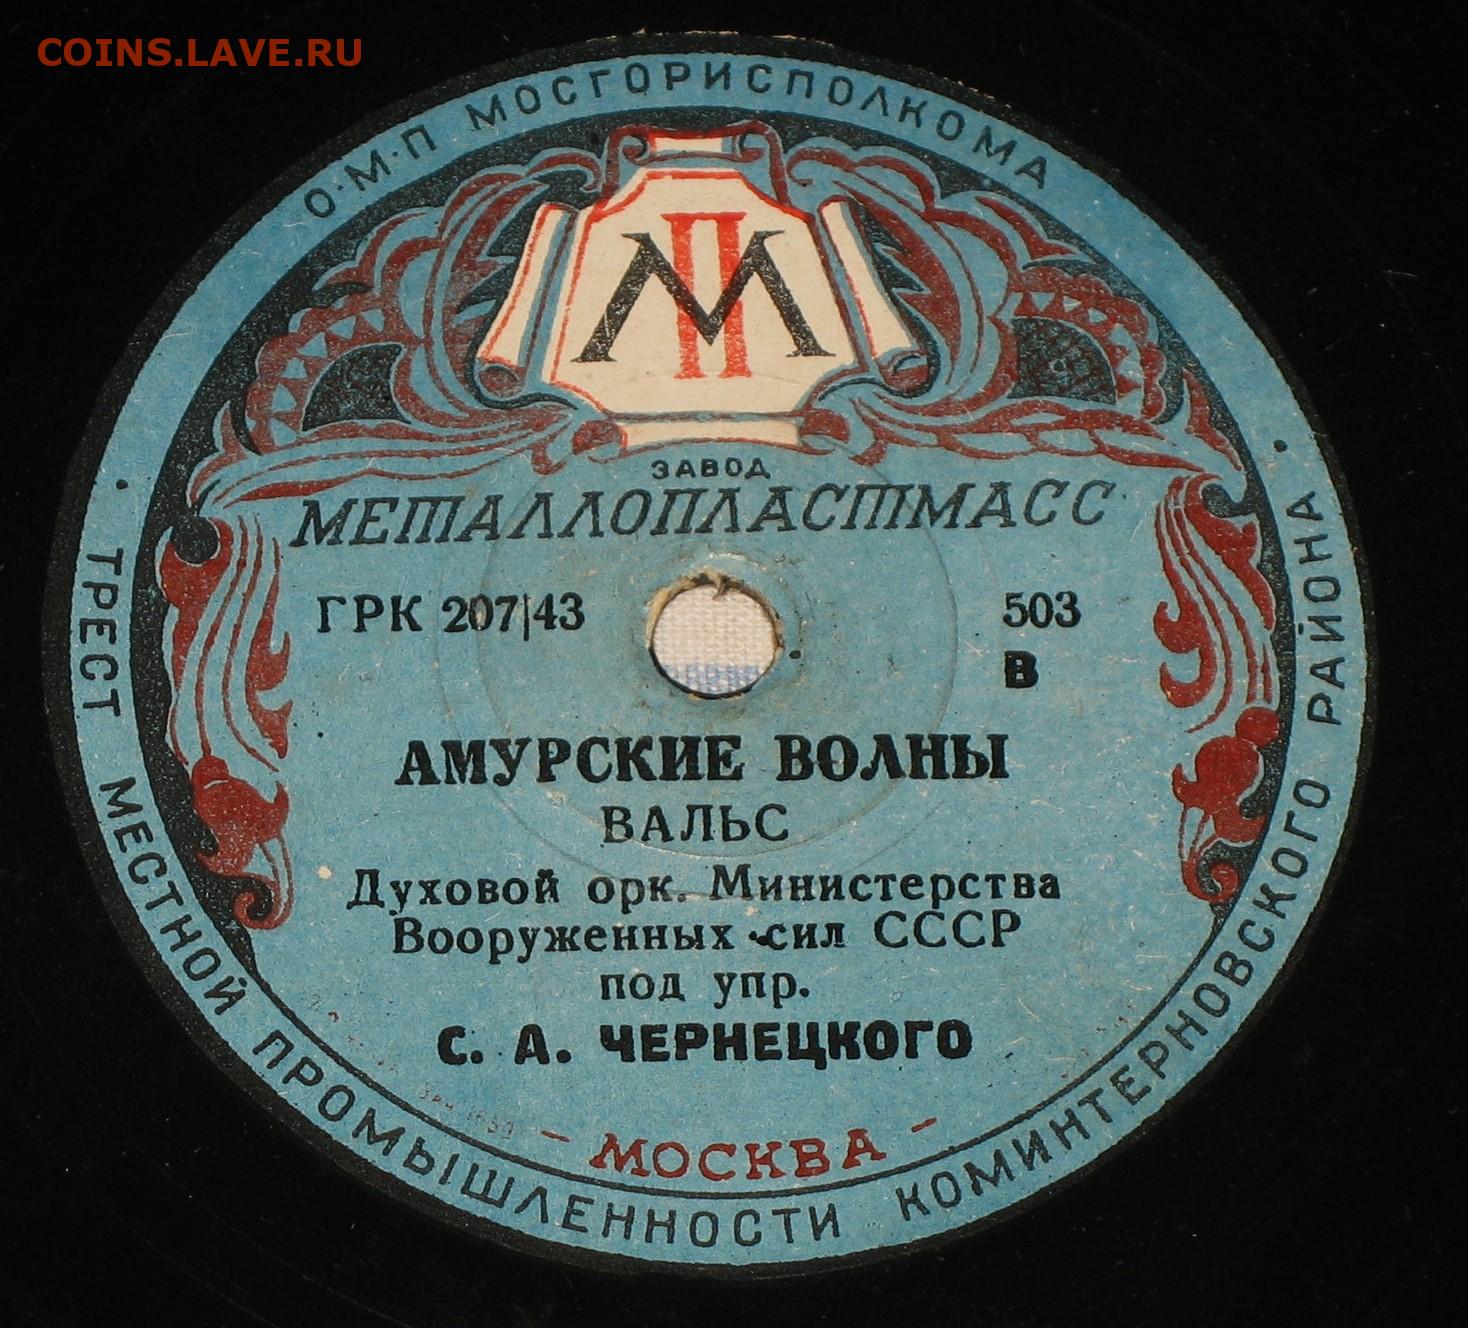 COINS.LAVE.RU
О·М·П МОСГОРИСПОЛКОМА
МП
ЗАВОД
МЕТАЛЛОПЛАСТМАСС
ГРК 207|43
503
В
АМУРСКИЕ ВОЛНЫ
ВАЛЬС
Духовой орк. Министерства
Вооруженных сил СССР
под упр.
С. А. ЧЕРНЕЦКОГО
– МОСКВА –
· ТРЕСТ МЕСТНОЙ ПРОМЫШЛЕННОСТИ КОМИНТЕРНОВСКОГО РАЙОНА ·